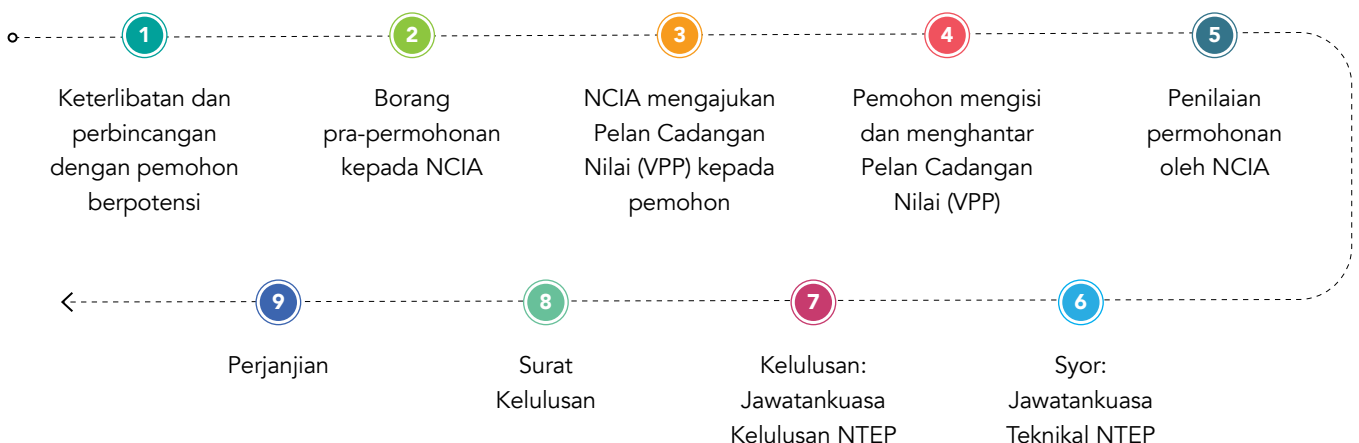 1
Keterlibatan dan
perbincangan
dengan pemohon
berpotensi
2
Borang
pra-permohonan
kepada NCIA
3
NCIA mengajukan
Pelan Cadangan
Nilai (VPP) kepada
pemohon
4
Pemohon mengisi
dan menghantar
Pelan Cadangan
Nilai (VPP)
5
Penilaian
permohonan
oleh NCIA
6
Syor:
Jawatankuasa
Teknikal NTEP
7
Kelulusan:
Jawatankuasa
Kelulusan NTEP
8
Surat
Kelulusan
9
Perjanjian